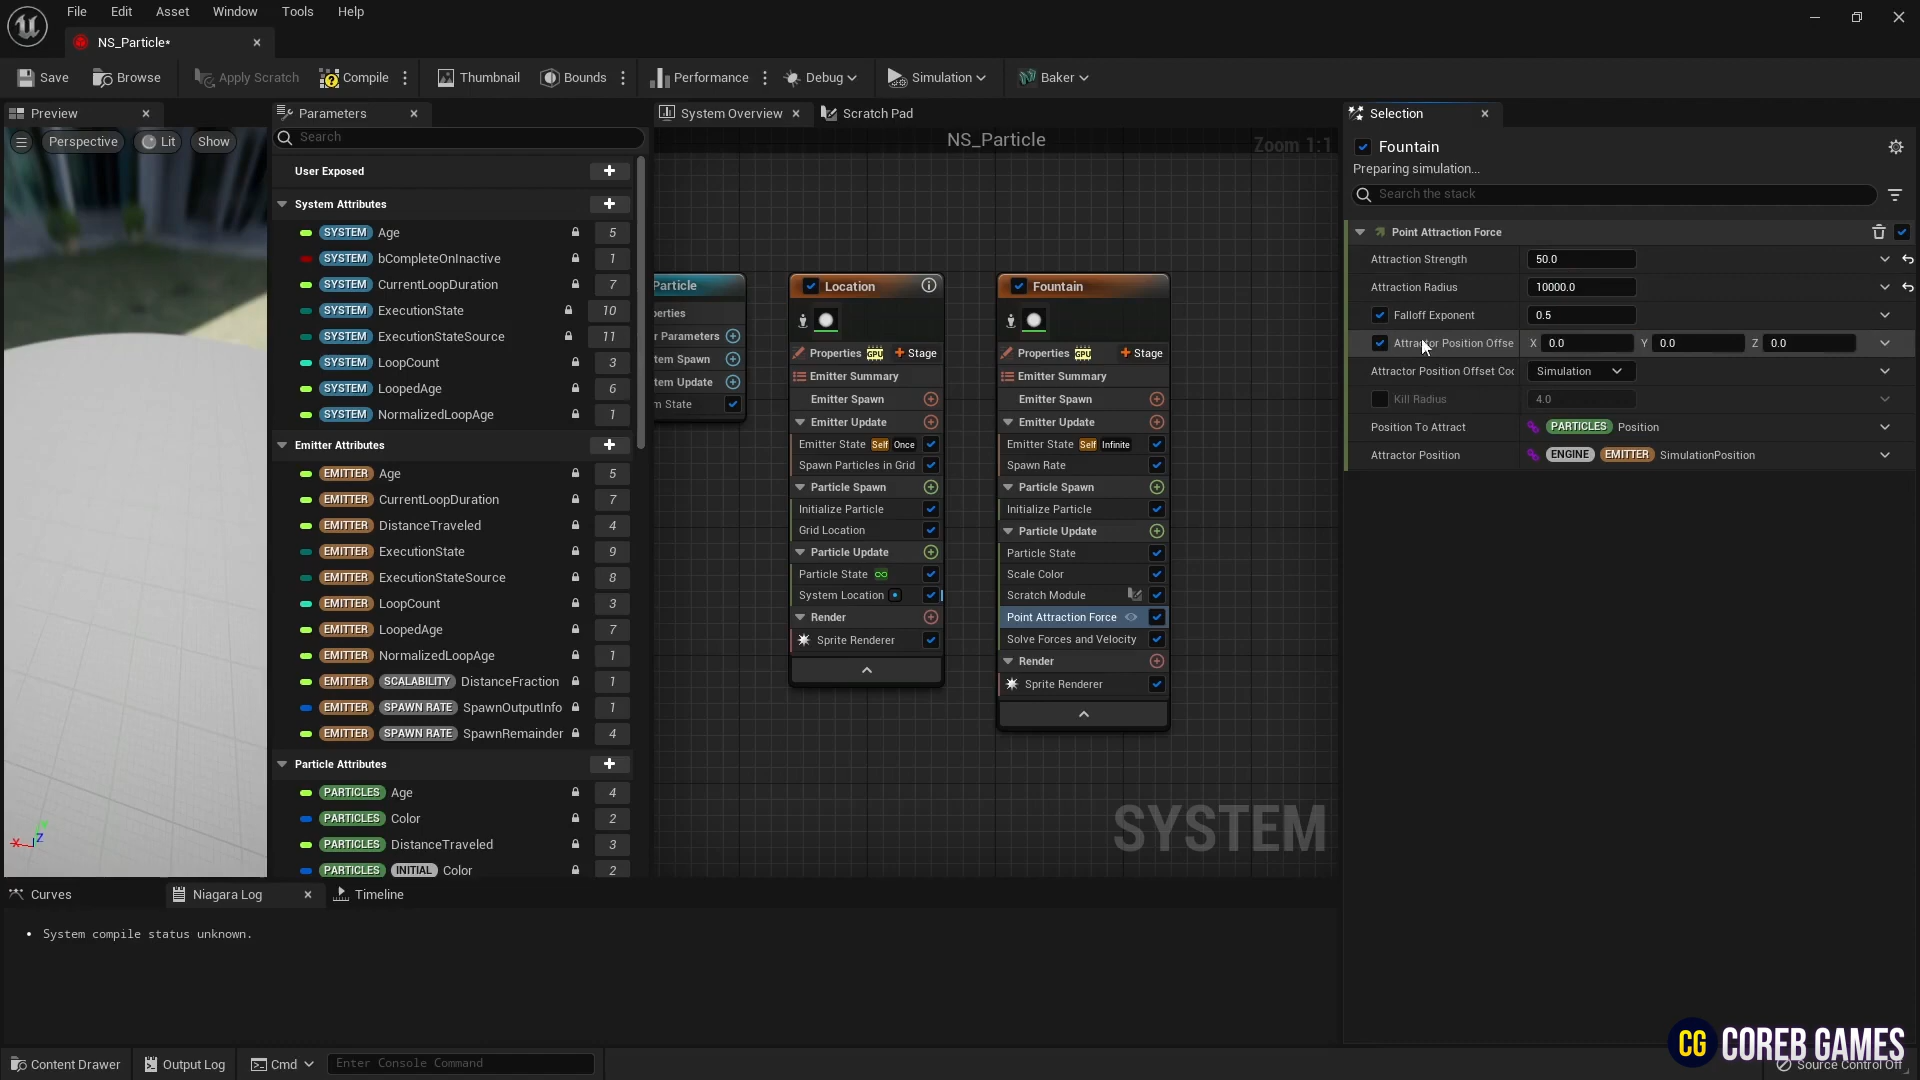 File Edit Asset Window Tools Help
NS_Particle*
Save Browse Apply Scratch Compile Thumbnail Bounds Performance Debug Simulation Baker
Preview
Perspective Lit Show
Parameters
Search
User Exposed
System Attributes
SYSTEM Age 5
SYSTEM bCompleteOnInactive 1
SYSTEM CurrentLoopDuration 7
SYSTEM ExecutionState 10
SYSTEM ExecutionStateSource 11
SYSTEM LoopCount 3
SYSTEM LoopedAge 6
SYSTEM NormalizedLoopAge 1
Emitter Attributes
EMITTER Age 5
EMITTER CurrentLoopDuration 7
EMITTER DistanceTraveled 4
EMITTER ExecutionState 9
EMITTER ExecutionStateSource 8
EMITTER LoopCount 3
EMITTER LoopedAge 7
EMITTER NormalizedLoopAge 1
EMITTER SCALABILITY DistanceFraction 1
EMITTER SPAWN RATE SpawnOutputInfo 1
EMITTER SPAWN RATE SpawnRemainder 4
Particle Attributes
PARTICLES Age 4
PARTICLES Color 2
PARTICLES DistanceTraveled 3
PARTICLES INITIAL Color 2
System Overview Scratch Pad
NS_Particle Zoom 1:1
Particle
perties
r Parameters
tem Spawn
tem Update
m State
Location
Properties GPU Stage
Emitter Summary
Emitter Spawn
Emitter Update
Emitter State Self Once
Spawn Particles in Grid
Particle Spawn
Initialize Particle
Grid Location
Particle Update
Particle State
System Location
Render
Sprite Renderer
Fountain
Properties GPU Stage
Emitter Summary
Emitter Spawn
Emitter Update
Emitter State Self Infinite
Spawn Rate
Particle Spawn
Initialize Particle
Particle Update
Particle State
Scale Color
Scratch Module
Point Attraction Force
Solve Forces and Velocity
Render
Sprite Renderer
SYSTEM
Selection
Fountain
Preparing simulation...
Search the stack
Point Attraction Force
Attraction Strength 50.0
Attraction Radius 10000.0
Falloff Exponent 0.5
Attractor Position Offse X 0.0 Y 0.0 Z 0.0
Attractor Position Offset Coo Simulation
Kill Radius 4.0
Position To Attract PARTICLES Position
Attractor Position ENGINE EMITTER SimulationPosition
Curves Niagara Log Timeline
• System compile status unknown.
X Z
Content Drawer Output Log Cmd Enter Console Command
CG COREB GAMES
Source Control Off